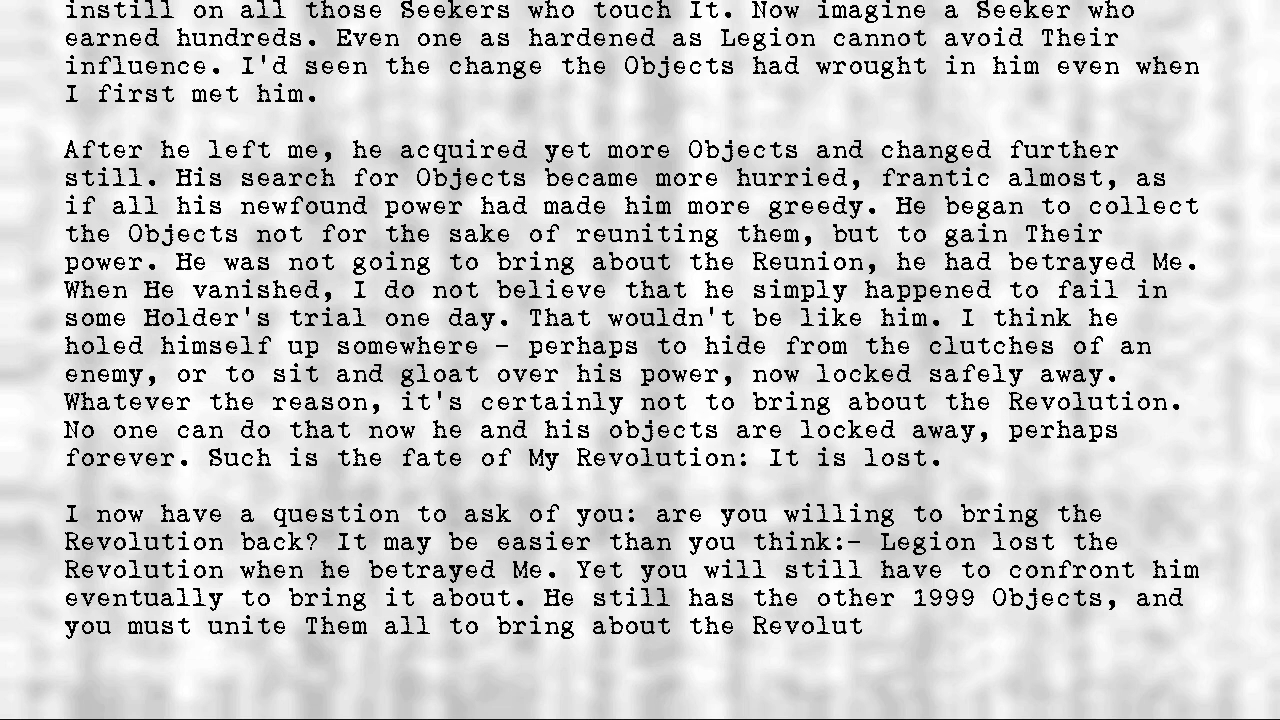 instill on all those Seekers who touch It. Now imagine a Seeker who
earned hundreds. Even one as hardened as Legion cannot avoid Their
influence. I'd seen the change the Objects had wrought in him even when
I first met him.
After he left me, he acquired yet more Objects and changed further
still. His search for Objects became more hurried, frantic almost, as
if all his newfound power had made him more greedy. He began to collect
the Objects not for the sake of reuniting them, but to gain Their
power. He was not going to bring about the Reunion, he had betrayed Me.
When He vanished, I do not believe that he simply happened to fail in
some Holder's trial one day. That wouldn't be like him. I think he
holed himself up somewhere - perhaps to hide from the clutches of an
enemy, or to sit and gloat over his power, now locked safely away.
Whatever the reason, it's certainly not to bring about the Revolution.
No one can do that now he and his objects are locked away, perhaps
forever. Such is the fate of My Revolution: It is lost.
I now have a question to ask of you: are you willing to bring the
Revolution back? It may be easier than you think:- Legion lost the
Revolution when he betrayed Me. Yet you will still have to confront him
eventually to bring it about. He still has the other 1999 Objects, and
you must unite Them all to bring about the Revolut